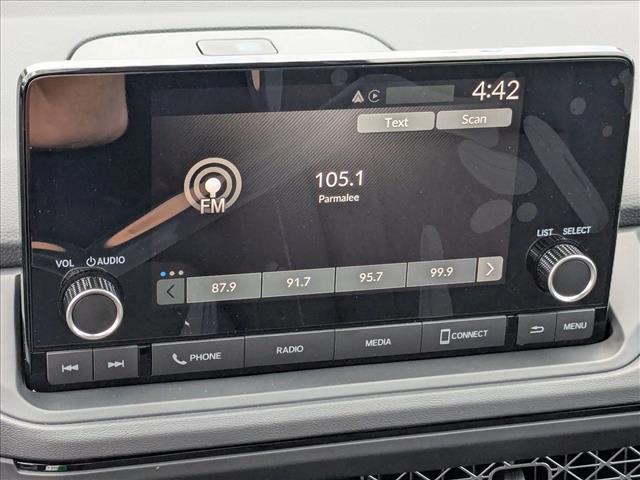 4:42
Text Scan
105.1
Parmalee
FM
LIST SELECT
VOL AUDIO
87.9 91.7 95.7 99.9
PHONE RADIO MEDIA CONNECT MENU